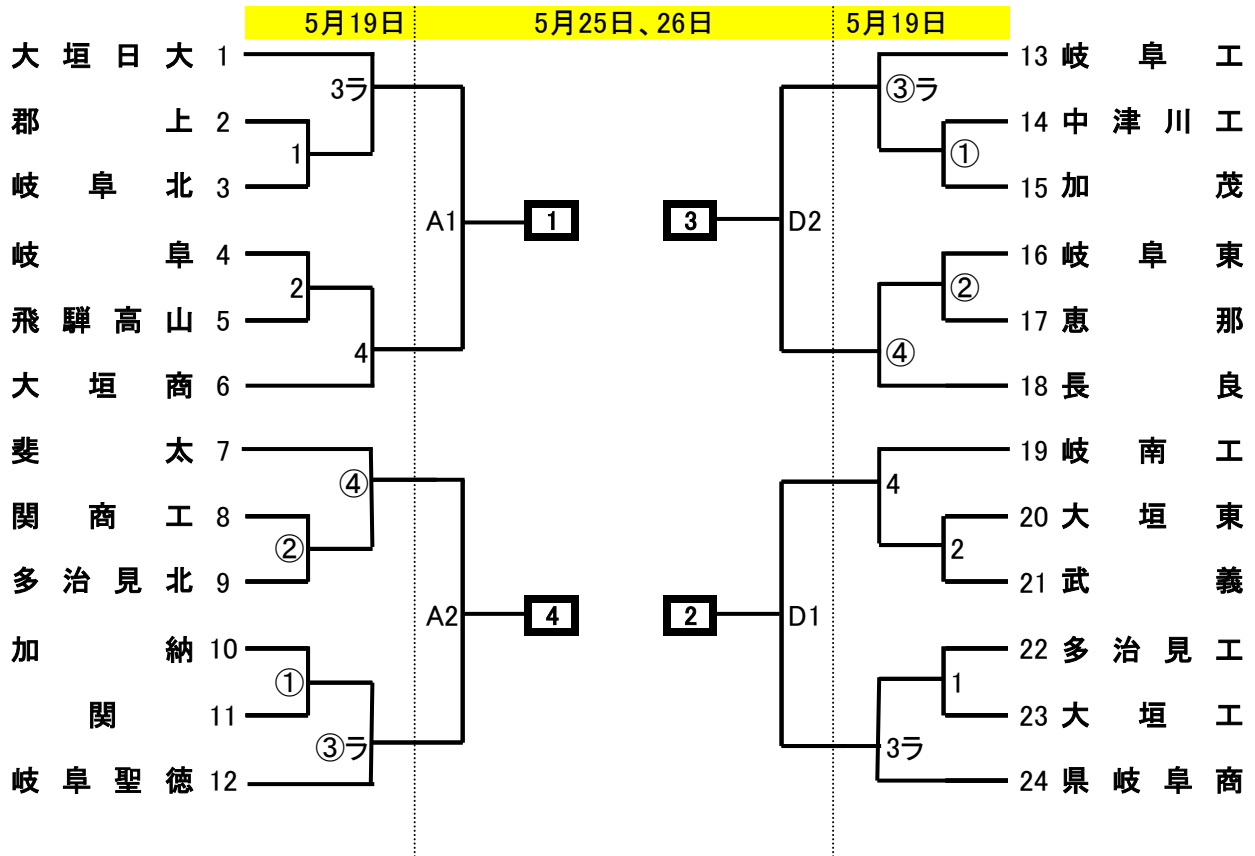 5月19日 5月25日、26日 5月19日
大垣日大 1
3ラ
郡上 2
1
岐阜北 3
A1
1
岐阜 4
2
飛騨高山 5
4
大垣商 6
斐太 7
④
関商工 8
②
多治見北 9
A2
4
加納 10
①
関 11
③ラ
岐阜聖徳 12
13 岐阜工
③ラ
14 中津川工
①
15 加茂
3
D2
16 岐阜東
②
17 恵那
④
18 長良
19 岐南工
4
20 大垣東
2
21 武義
2
D1
22 多治見工
1
23 大垣工
3ラ
24 県岐阜商